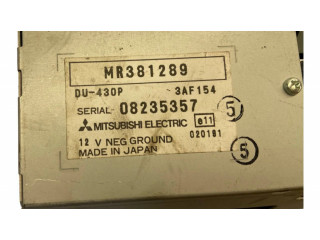 MR381289
DU-430P 3AF154
SERIAL 08235357
5
MITSUBISHI ELECTRIC e11
12 V NEG GROUND 020181
MADE IN JAPAN
5